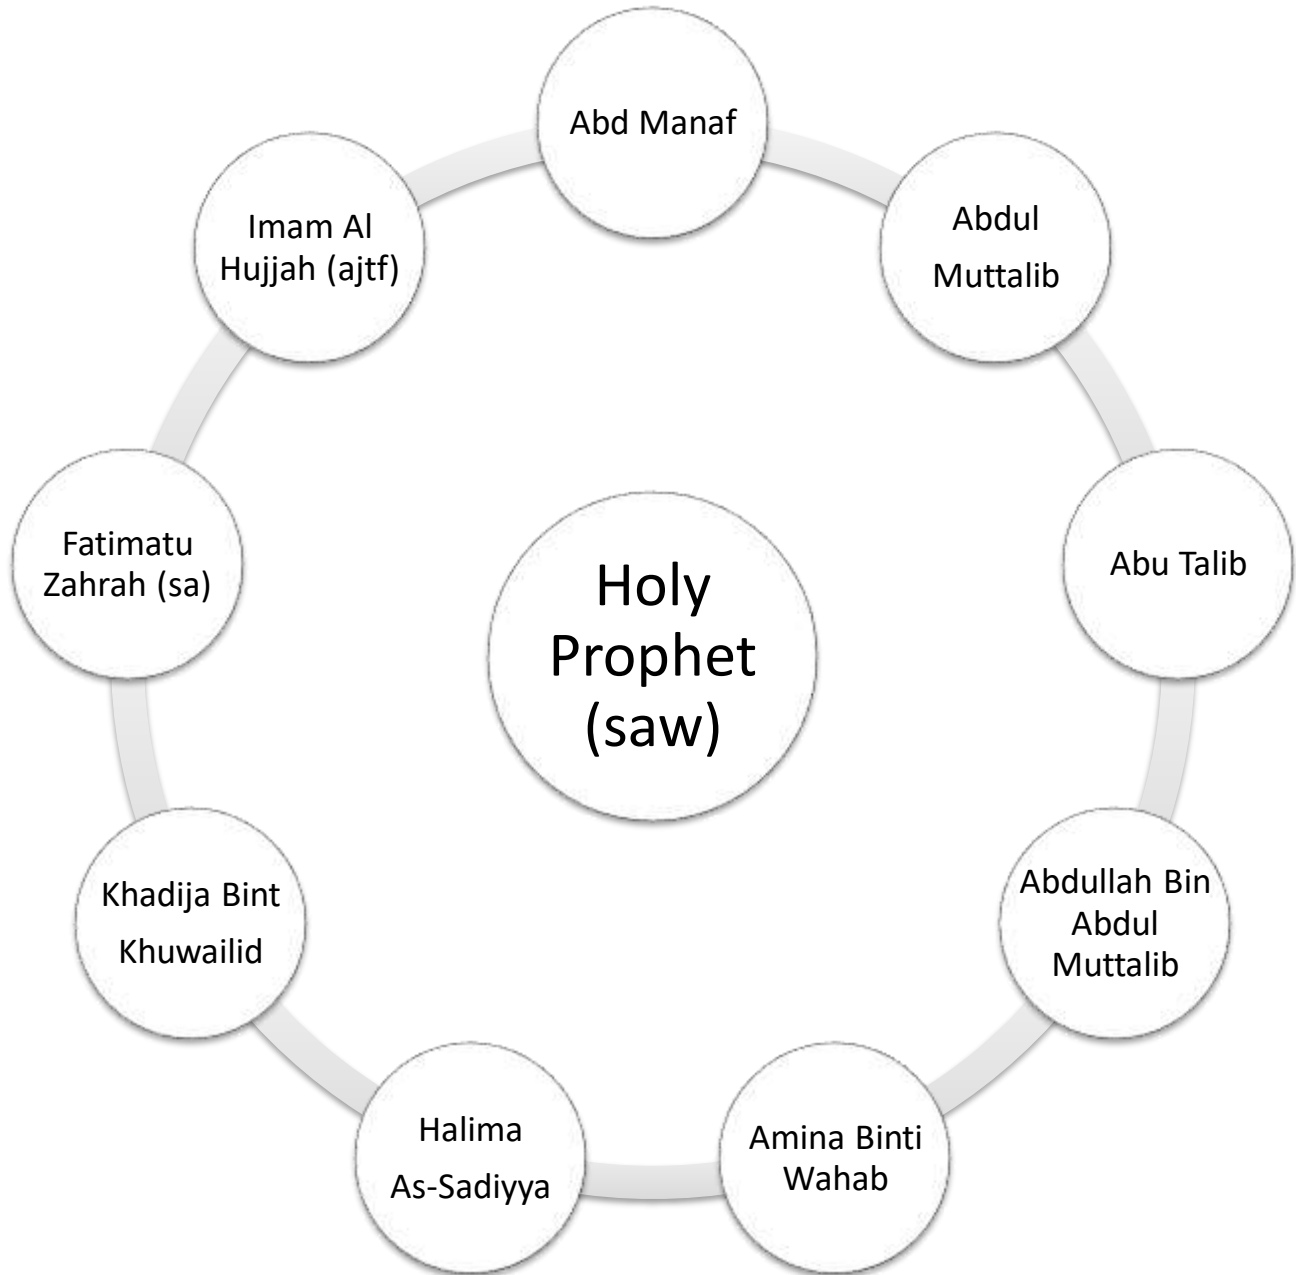 Abd Manaf
Abdul
Muttalib
Abu Talib
Abdullah Bin
Abdul
Muttalib
Amina Binti
Wahab
Halima
As-Sadiyya
Khadija Bint
Khuwailid
Fatimatu
Zahrah (sa)
Imam Al
Hujjah (ajtf)
Holy
Prophet
(saw)